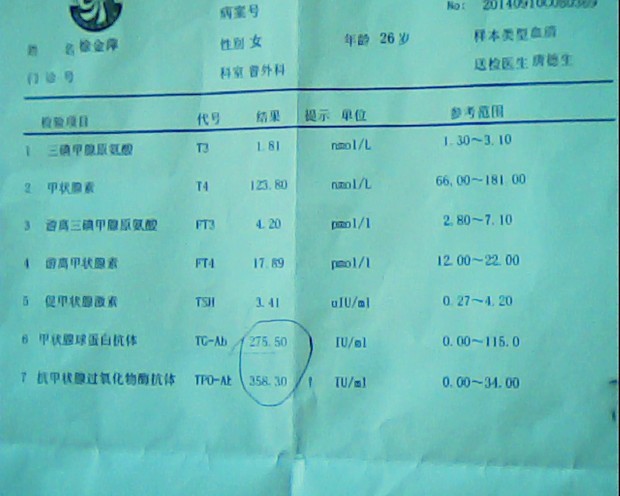 病案号
No: 20140910C080369
姓 名 徐金萍 性别 女 年龄 26 岁 样本类型 血清
门诊号 科室 普外科 送检医生 唐德生
检验项目 代号 结果 提示 单位 参考范围
1 三碘甲腺原氨酸 T3 1.81 nmol/L 1.30~3.10
2 甲状腺素 T4 123.80 nmol/L 66.00~181.00
3 游离三碘甲腺原氨酸 FT3 4.20 pmol/l 2.80~7.10
4 游离甲状腺素 FT4 17.89 pmol/l 12.00~22.00
5 促甲状腺激素 TSH 3.41 uIU/ml 0.27~4.20
6 甲状腺球蛋白抗体 TG-Ab 275.50 IU/ml 0.00~115.0
7 抗甲状腺过氧化物酶抗体 TPO-Ab 358.30 ↑ IU/ml 0.00~34.00